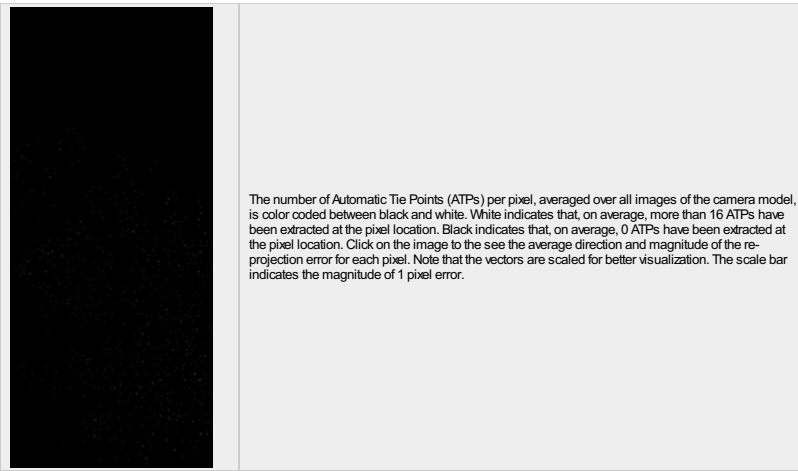 The number of Automatic Tie Points (ATPs) per pixel, averaged over all images of the camera model,
is color coded between black and white. White indicates that, on average, more than 16 ATPs have
been extracted at the pixel location. Black indicates that, on average, 0 ATPs have been extracted at
the pixel location. Click on the image to the see the average direction and magnitude of the re-
projection error for each pixel. Note that the vectors are scaled for better visualization. The scale bar
indicates the magnitude of 1 pixel error.